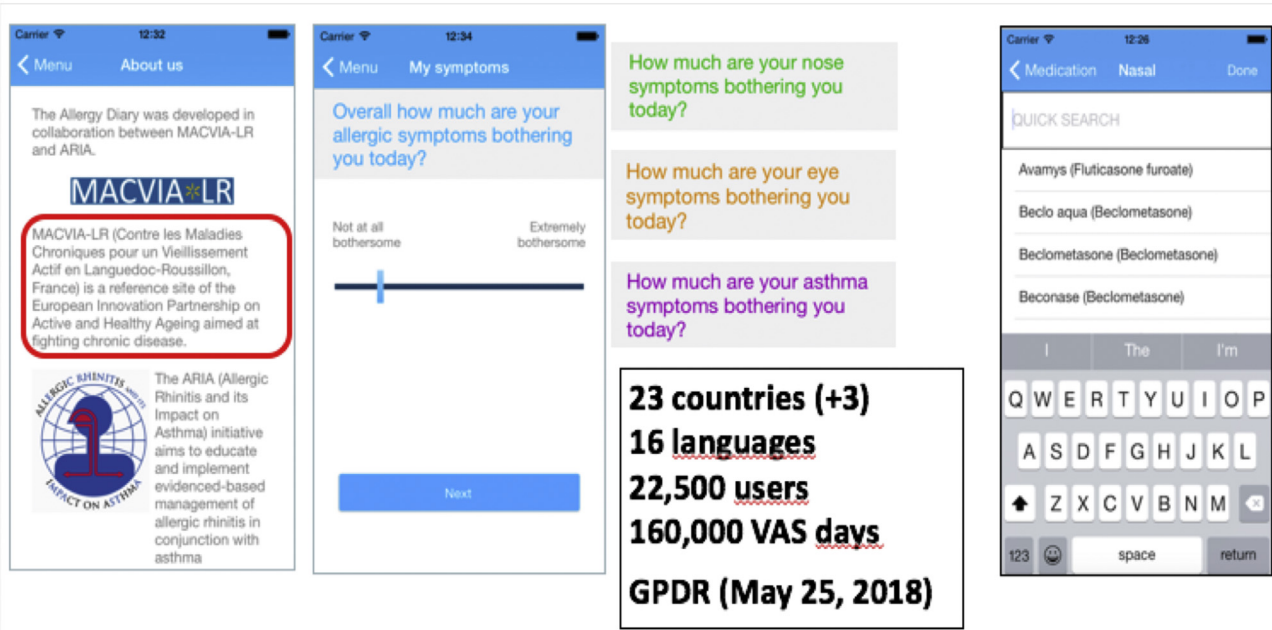 Carrier 12:32
Menu About us
The Allergy Diary was developed in
collaboration between MACVIA-LR
and ARIA.
MACVIA LR
MACVIA-LR (Contre les Maladies
Chroniques pour un Vieillissement
Actif en Languedoc-Roussillon,
France) is a reference site of the
European Innovation Partnership on
Active and Healthy Ageing aimed at
fighting chronic disease.
ALLERGIC RHINITIS AND ITS
IMPACT ON ASTHMA
The ARIA (Allergic
Rhinitis and its
Impact on
Asthma) initiative
aims to educate
and implement
evidenced-based
management of
allergic rhinitis in
conjunction with
asthma
Carrier 12:34
Menu My symptoms
Overall how much are your
allergic symptoms bothering
you today?
Not at all
bothersome
Extremely
bothersome
Next
How much are your nose
symptoms bothering you
today?
How much are your eye
symptoms bothering you
today?
How much are your asthma
symptoms bothering you
today?
23 countries (+3)
16 languages
22,500 users
160,000 VAS days
GPDR (May 25, 2018)
Carrier 12:26
Medication Nasal Done
QUICK SEARCH
Avamys (Fluticasone furoate)
Beclo aqua (Beclometasone)
Beclometasone (Beclometasone)
Beconase (Beclometasone)
I The I'm
Q W E R T Y U I O P
A S D F G H J K L
Z X C V B N M
123 space return